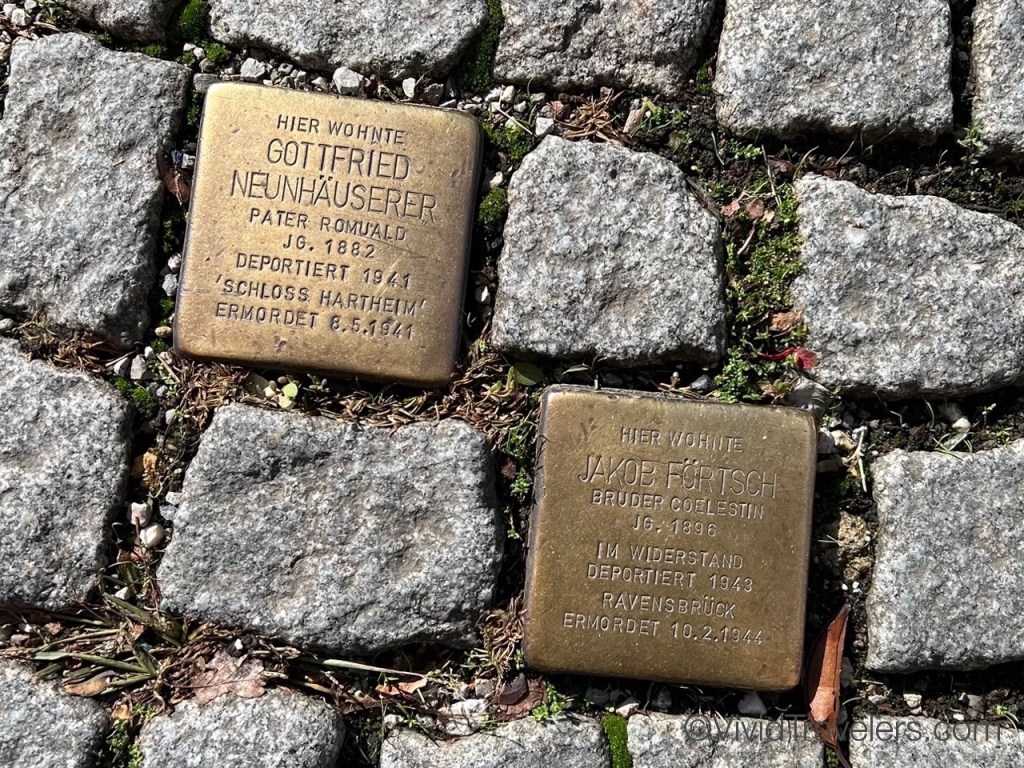 HIER WOHNTE
GOTTFRIED
NEUNHÄUSERER
PATER ROMUALD
JG. 1882
DEPORTIERT 1941
'SCHLOSS HARTHEIM'
ERMORDET 8.5.1941
HIER WOHNTE
JAKOB FÖRTSCH
BRUDER COELESTIN
JG. 1896
IM WIDERSTAND
DEPORTIERT 1943
RAVENSBRÜCK
ERMORDET 10.2.1944
©VividTravelers.com